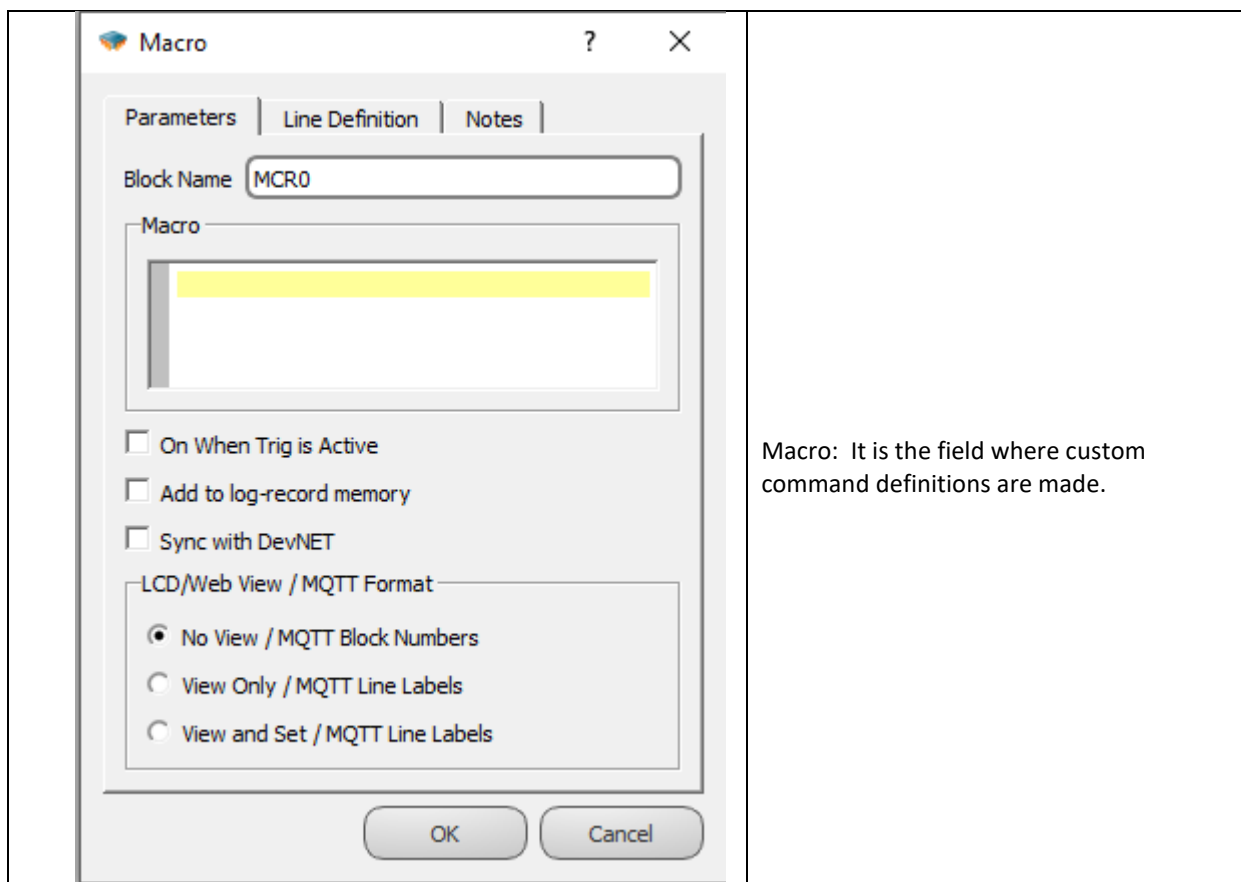 Macro ?
Parameters Line Definition Notes
Block Name MCR0
Macro
On When Trig is Active
Add to log-record memory
Sync with DevNET
LCD/Web View / MQTT Format
No View / MQTT Block Numbers
View Only / MQTT Line Labels
View and Set / MQTT Line Labels
OK Cancel
Macro:  It is the field where custom
command definitions are made.